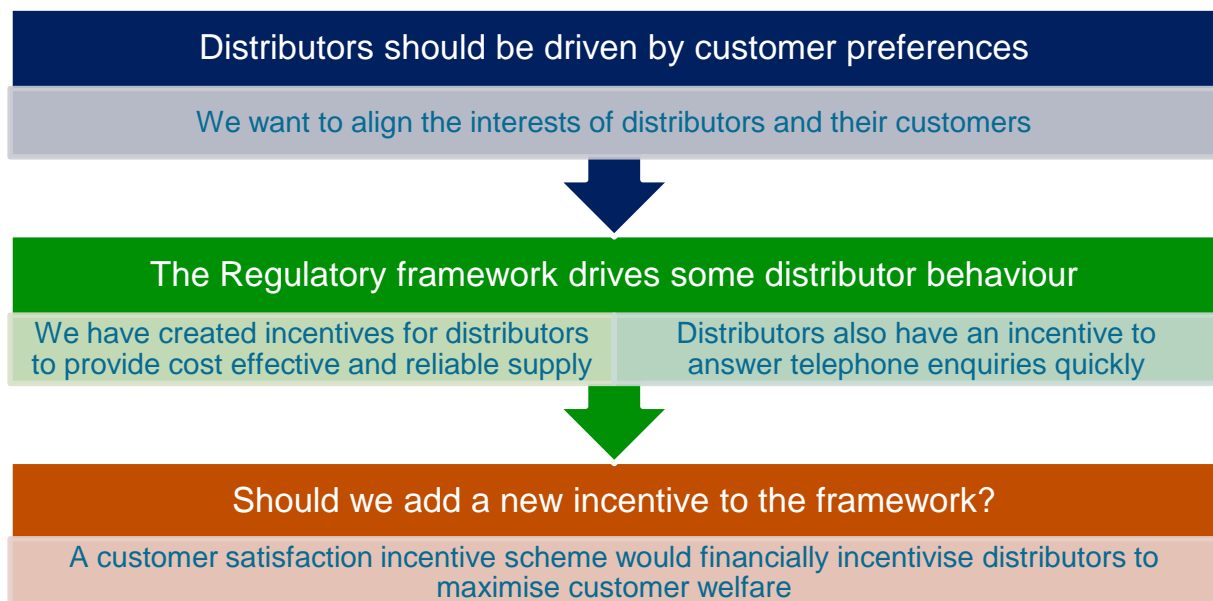 Distributors should be driven by customer preferences
We want to align the interests of distributors and their customers
The Regulatory framework drives some distributor behaviour
We have created incentives for distributors
to provide cost effective and reliable supply
Distributors also have an incentive to
answer telephone enquiries quickly
Should we add a new incentive to the framework?
A customer satisfaction incentive scheme would financially incentivise distributors to
maximise customer welfare